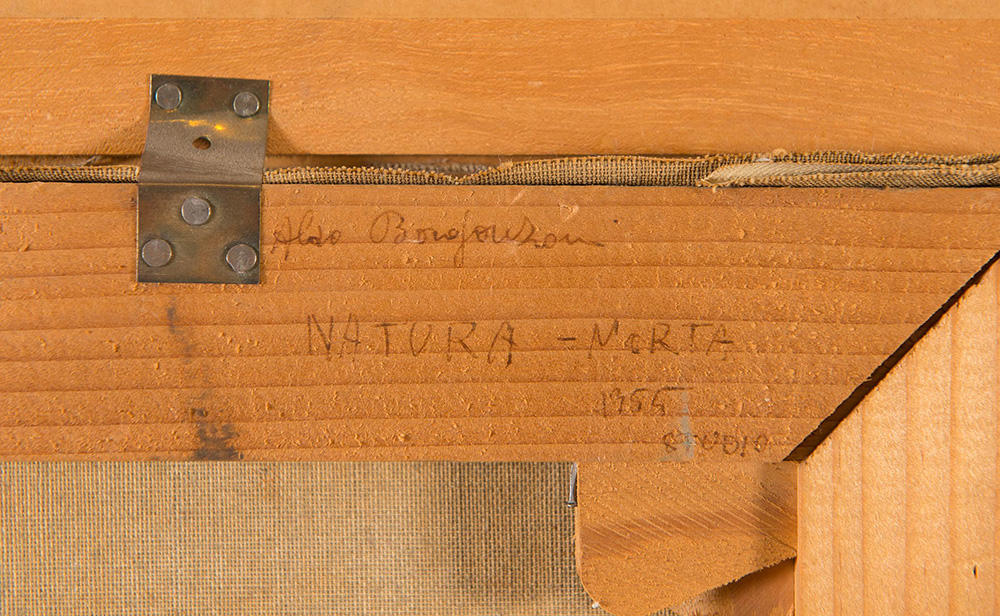 Aldo Borgonzoni
NATURA - MORTA
1955
STUDIO